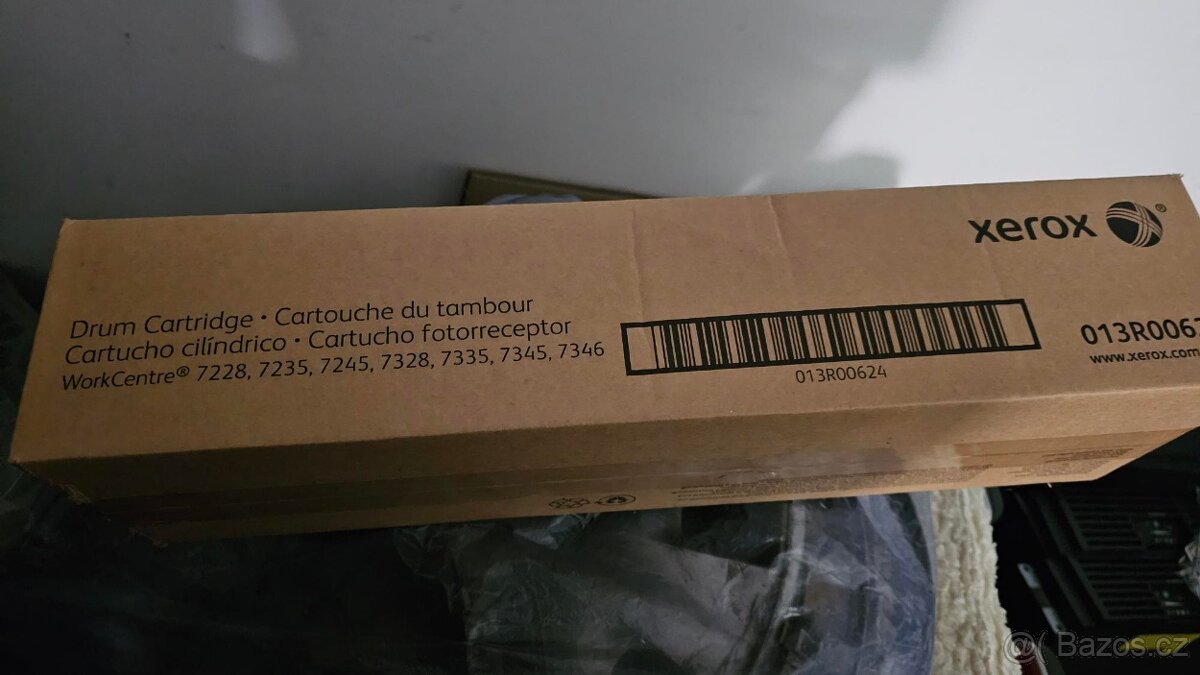 xerox ®
Drum Cartridge • Cartouche du tambour
Cartucho cilíndrico • Cartucho fotorreceptor
WorkCentre® 7228, 7235, 7245, 7328, 7335, 7345, 7346
013R00624
013R0062
www.xerox.com
@( Bazos.cz